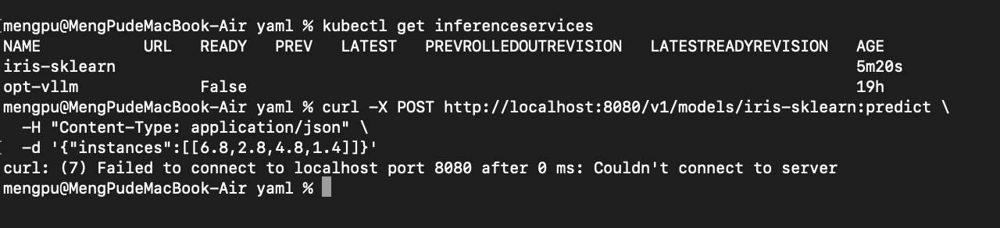 [mengpu@MengPudeMacBook-Air yaml % kubectl get inferenceservices
NAME           URL   READY   PREV   LATEST   PREVROLLEDOUTREVISION   LATESTREADYREVISION   AGE
iris-sklearn                                                                               5m20s
opt-vllm             False                                                                 19h
mengpu@MengPudeMacBook-Air yaml % curl -X POST http://localhost:8080/v1/models/iris-sklearn:predict \
  -H "Content-Type: application/json" \
[  -d '{"instances":[[6.8,2.8,4.8,1.4]]}'
curl: (7) Failed to connect to localhost port 8080 after 0 ms: Couldn't connect to server
mengpu@MengPudeMacBook-Air yaml %